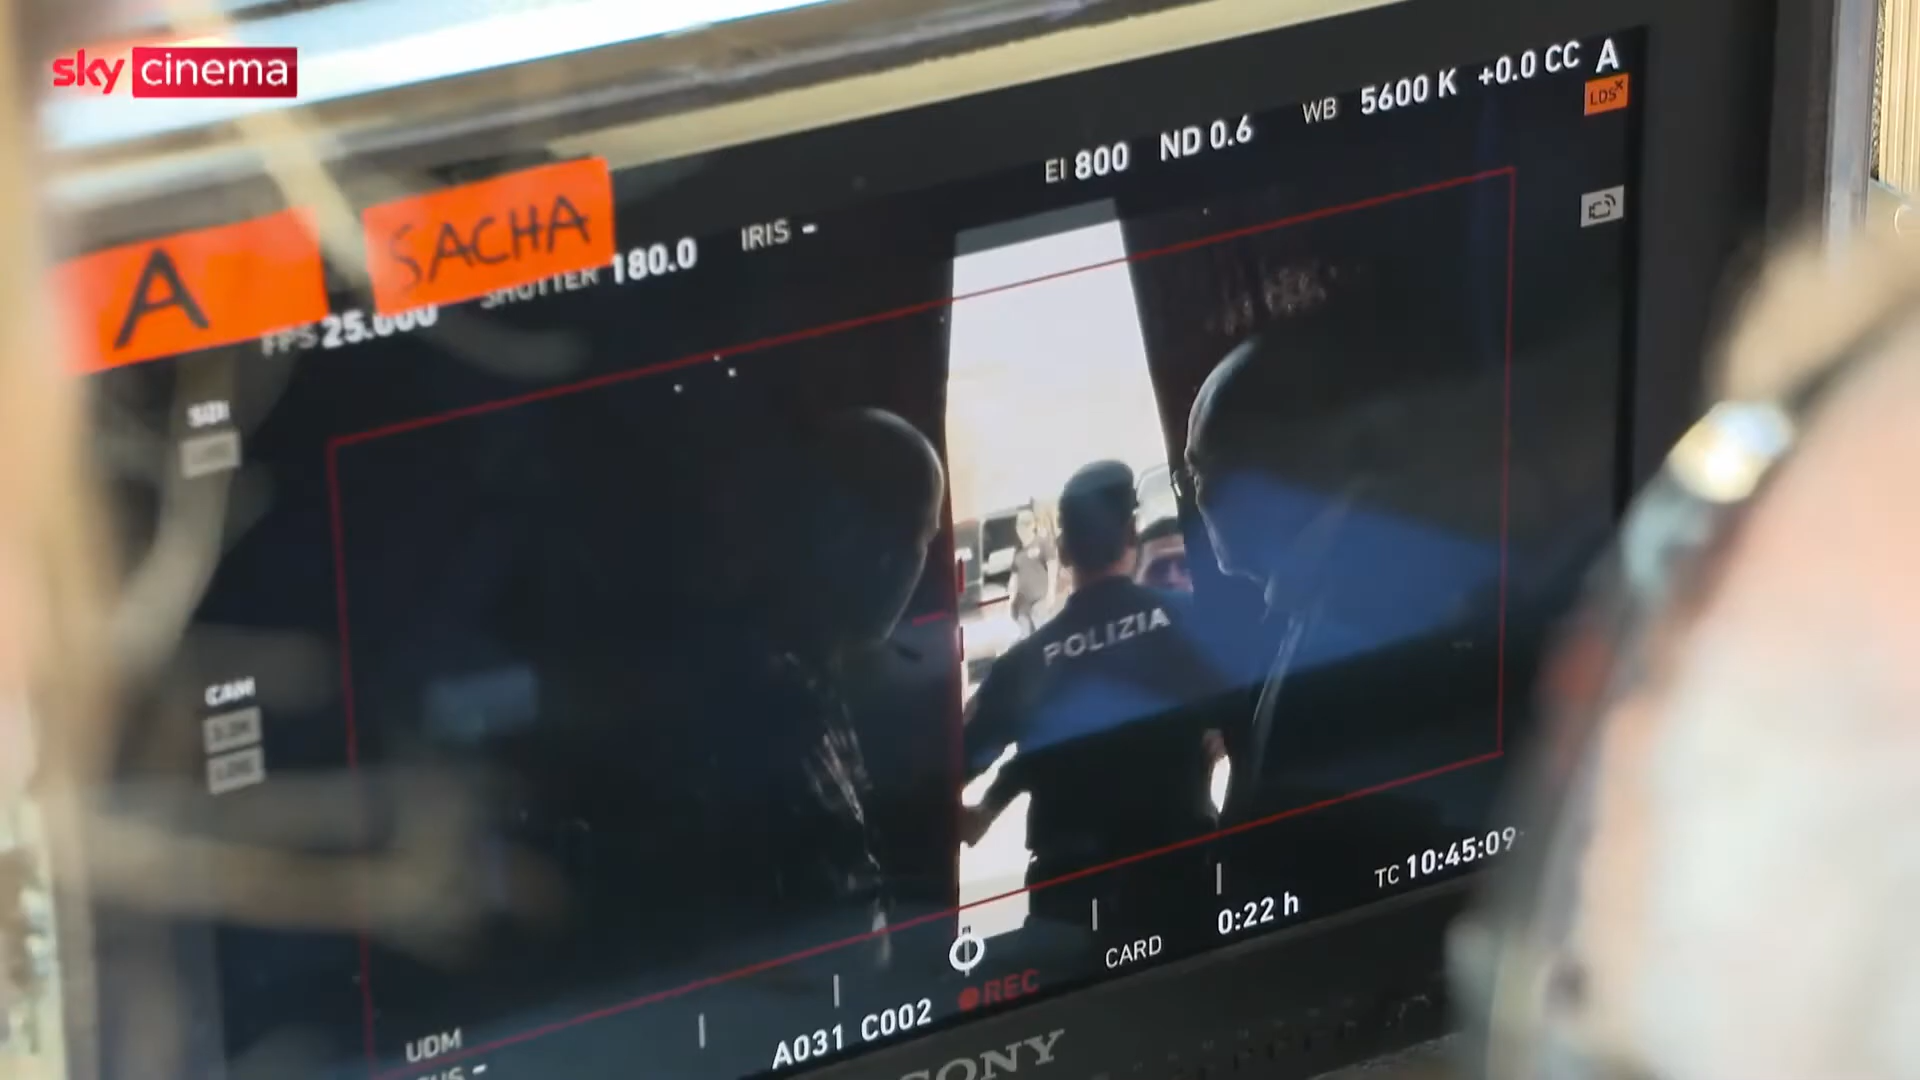 sky cinema
A
SACHA
FPS 25.000
SHUTTER 180.0
IRIS -
EI 800
ND 0.6
WB 5600 K +0.0 CC A
LDS
SDI
CAM
POLIZIA
TC 10:45:09
0:22 h
CARD
REC
A031 C002
UDM
SONY